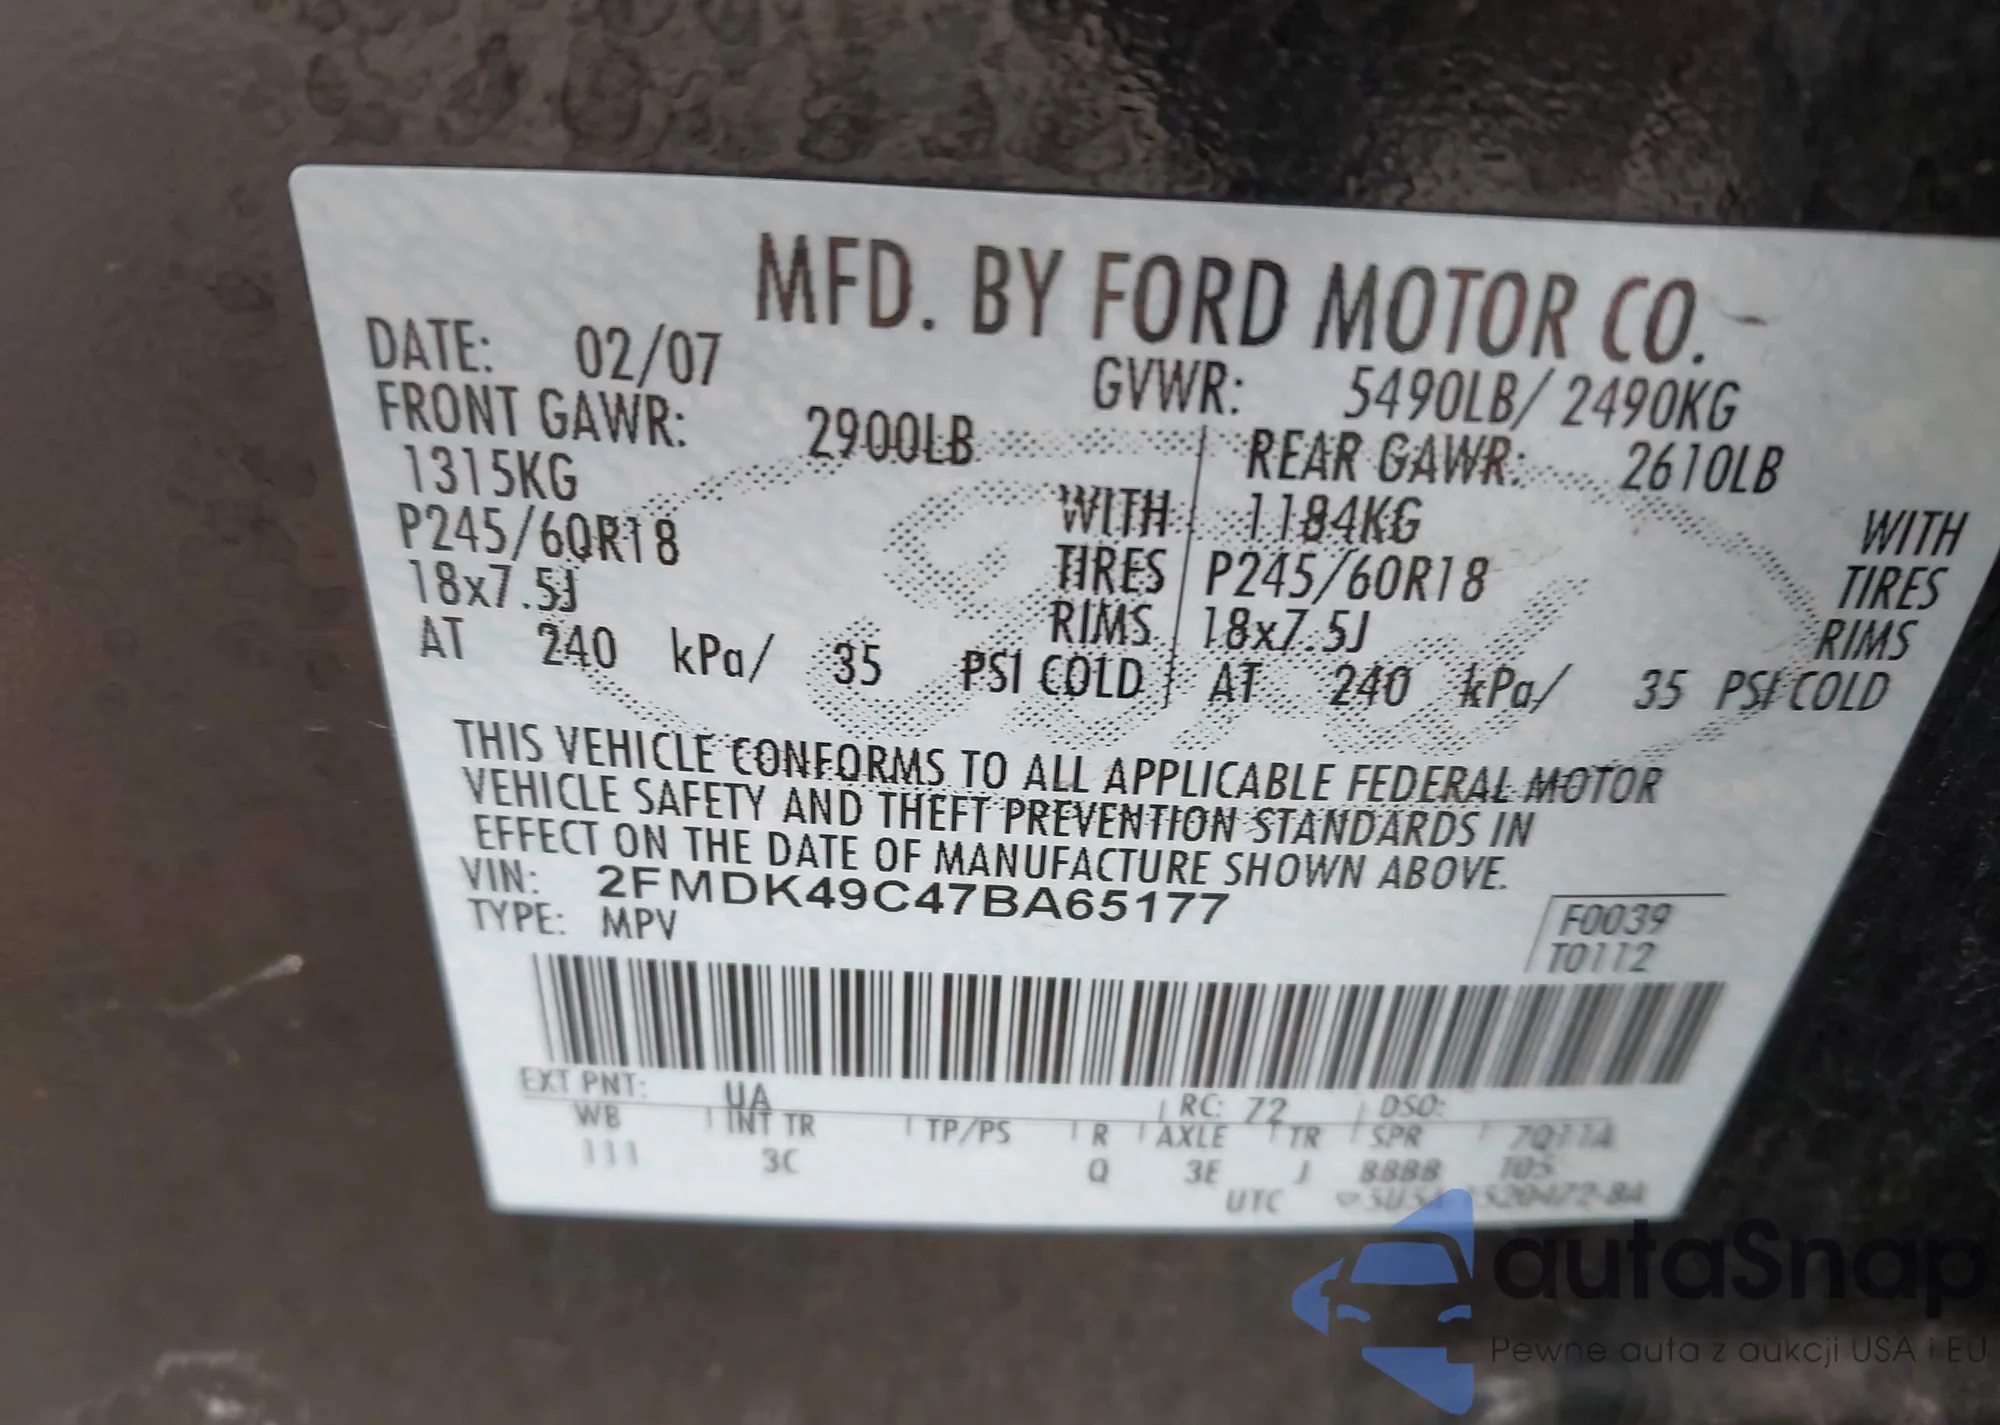 MFD. BY FORD MOTOR CO.
DATE: 02/07 GVWR: 5490LB/ 2490KG
FRONT GAWR: 2900LB REAR GAWR: 2610LB
1315KG WITH 1184KG WITH
P245/60R18 TIRES P245/60R18 TIRES
18x7.5J RIMS 18x7.5J RIMS
AT 240 kPa/ 35 PSI COLD AT 240 kPa/ 35 PSI COLD
THIS VEHICLE CONFORMS TO ALL APPLICABLE FEDERAL MOTOR
VEHICLE SAFETY AND THEFT PREVENTION STANDARDS IN
EFFECT ON THE DATE OF MANUFACTURE SHOWN ABOVE.
VIN: 2FMDK49C47BA65177
TYPE: MPV
F0039
T0112
EXT PNT: UA RC: 72 DSO:
WB INT TR TP/PS R AXLE TR SPR 7Q11A
111 3C Q 3E J BBBB
UTC
autaSnap
Pewne auta z aukcji USA i EU